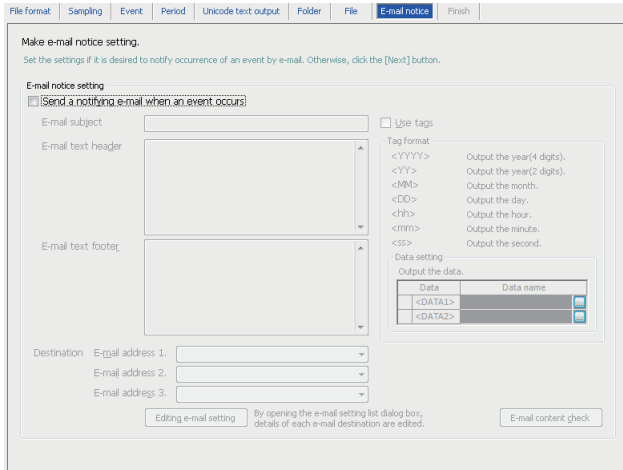 File format Sampling Event Period Unicode text output Folder File E-mail notice Finish
Make e-mail notice setting.
Set the settings if it is desired to notify occurrence of an event by e-mail. Otherwise, click the [Next] button.
E-mail notice setting
Send a notifying e-mail when an event occurs
E-mail subject
Use tags
E-mail text header
Tag format
<YYYY> Output the year(4 digits).
<YY> Output the year(2 digits).
<MM> Output the month.
<DD> Output the day.
<hh> Output the hour.
<mm> Output the minute.
<ss> Output the second.
E-mail text footer
Data setting
Output the data.
Data Data name
<DATA1> ...
<DATA2> ...
Destination E-mail address 1.
E-mail address 2.
E-mail address 3.
Editing e-mail setting
By opening the e-mail setting list dialog box,
details of each e-mail destination are edited.
E-mail content check